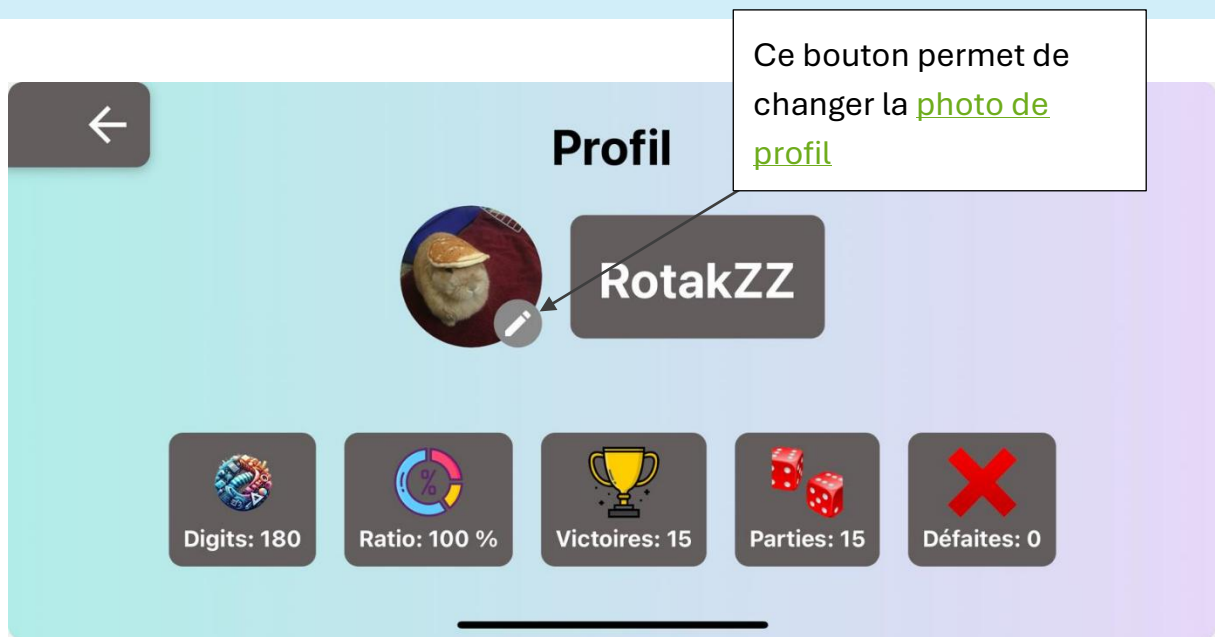 Ce bouton permet de
changer la photo de
profil
Profil
RotakZZ
%
Digits: 180
Ratio: 100 %
Victoires: 15
Parties: 15
Défaites: 0